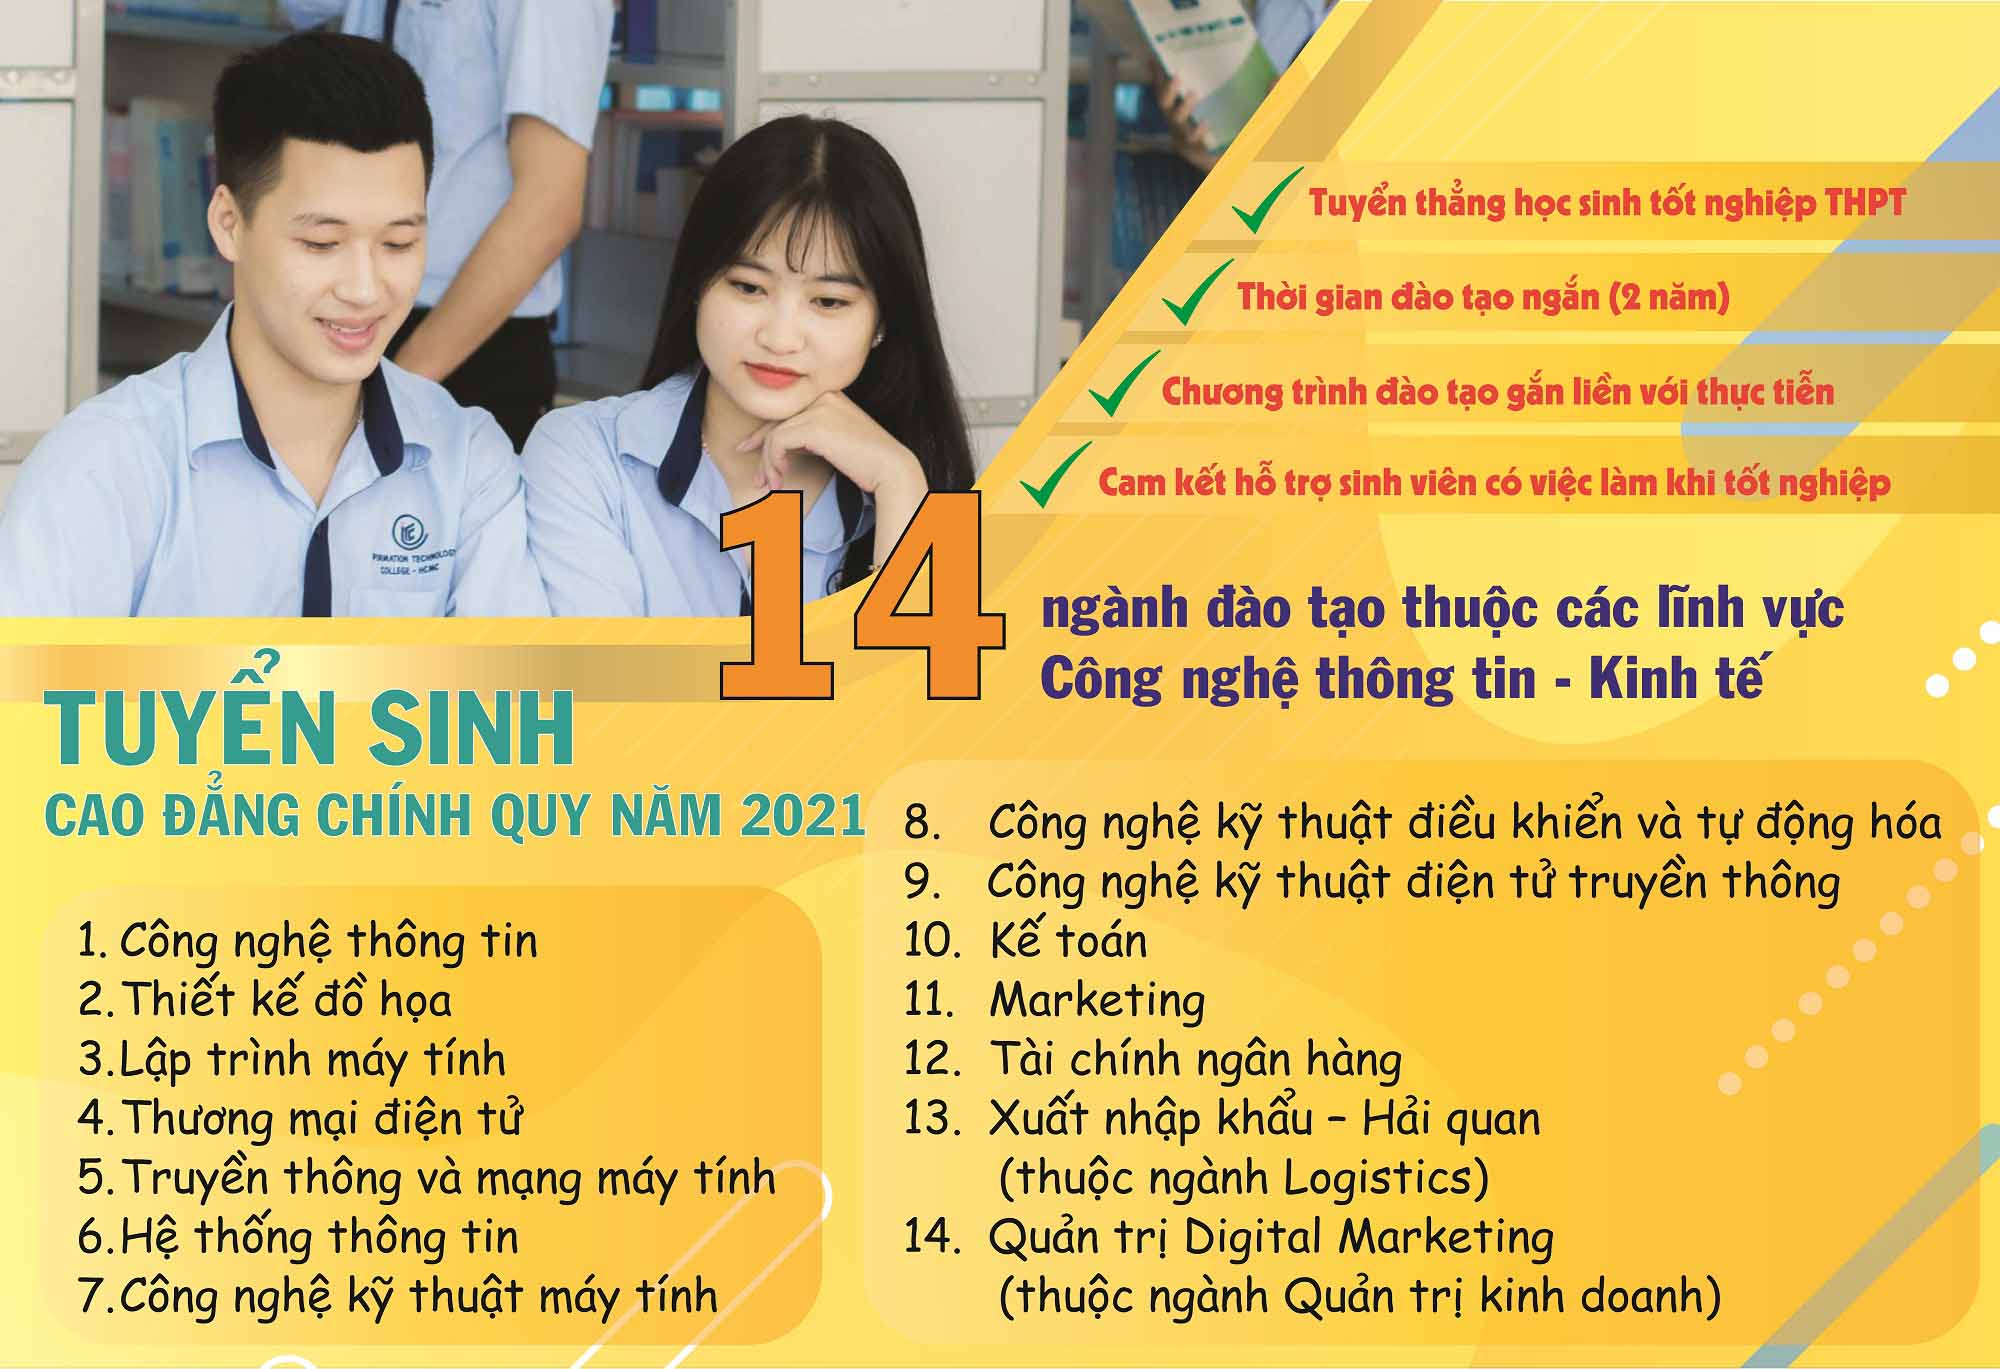 Tuyển thẳng học sinh tốt nghiệp THPT
Thời gian đào tạo ngắn (2 năm)
Chương trình đào tạo gắn liền với thực tiễn
Cam kết hỗ trợ sinh viên có việc làm khi tốt nghiệp
ITC
FORMATION TECHNOLOGY
COLLEGE - HCMC
14
ngành đào tạo thuộc các lĩnh vực
Công nghệ thông tin - Kinh tế
TUYỂN SINH
CAO ĐẲNG CHÍNH QUY NĂM 2021
1. Công nghệ thông tin
2. Thiết kế đồ họa
3. Lập trình máy tính
4. Thương mại điện tử
5. Truyền thông và mạng máy tính
6. Hệ thống thông tin
7. Công nghệ kỹ thuật máy tính
8. Công nghệ kỹ thuật điều khiển và tự động hóa
9. Công nghệ kỹ thuật điện tử truyền thông
10. Kế toán
11. Marketing
12. Tài chính ngân hàng
13. Xuất nhập khẩu – Hải quan
(thuộc ngành Logistics)
14. Quản trị Digital Marketing
(thuộc ngành Quản trị kinh doanh)